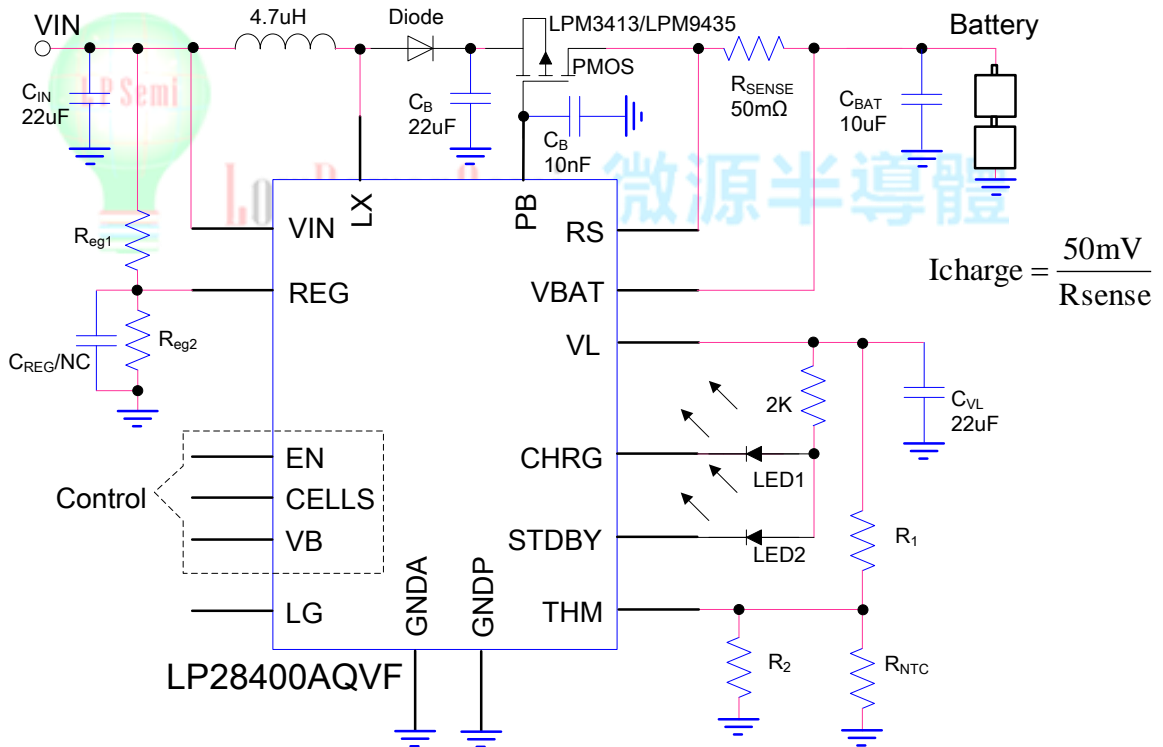 VIN
4.7uH
Diode
LPM3413/LPM9435
Battery
PMOS
CIN
22uF
LP Semi
CB
22uF
CB
10nF
RSENSE
50mΩ
CBAT
10uF
微源半導體
LX
PB
VIN
RS
Reg1
REG
VBAT
Icharge = 50mV / Rsense
Reg2
CREG/NC
VL
2K
CVL
22uF
EN
CHRG
LED1
Control
CELLS
VB
STDBY
LED2
R1
LG
GNDA
GNDP
THM
R2
RNTC
LP28400AQVF